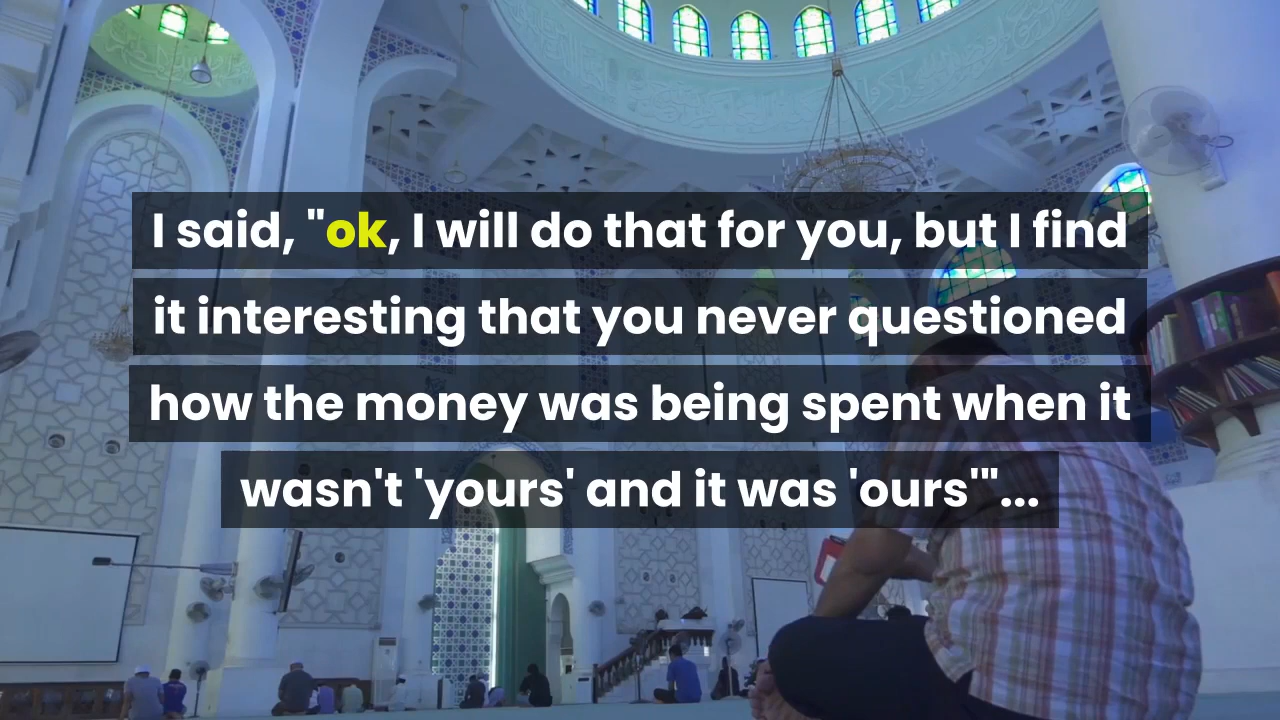 I said, "ok, I will do that for you, but I find
it interesting that you never questioned
how the money was being spent when it
wasn't 'yours' and it was 'ours'"...